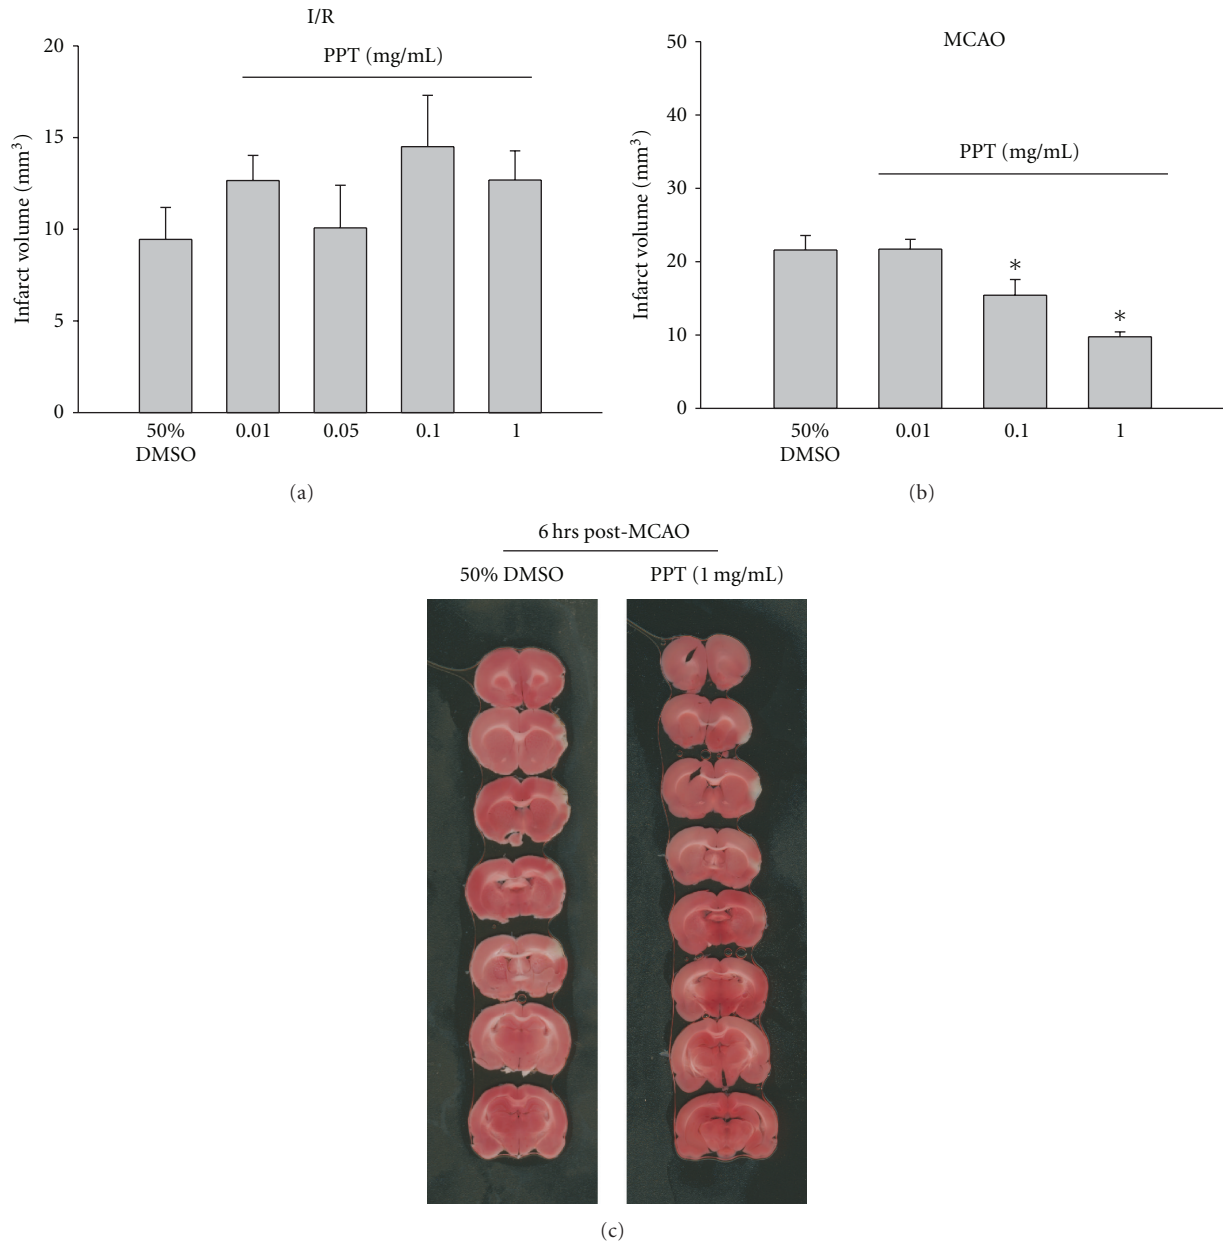 I/R
PPT (mg/mL)
Infarct volume (mm³)
20
15
10
5
0
50%
DMSO
0.01
0.05
0.1
1
(a)
MCAO
PPT (mg/mL)
Infarct volume (mm³)
50
40
30
20
10
0
*
*
50%
DMSO
0.01
0.1
1
(b)
6 hrs post-MCAO
50% DMSO
PPT (1 mg/mL)
(c)